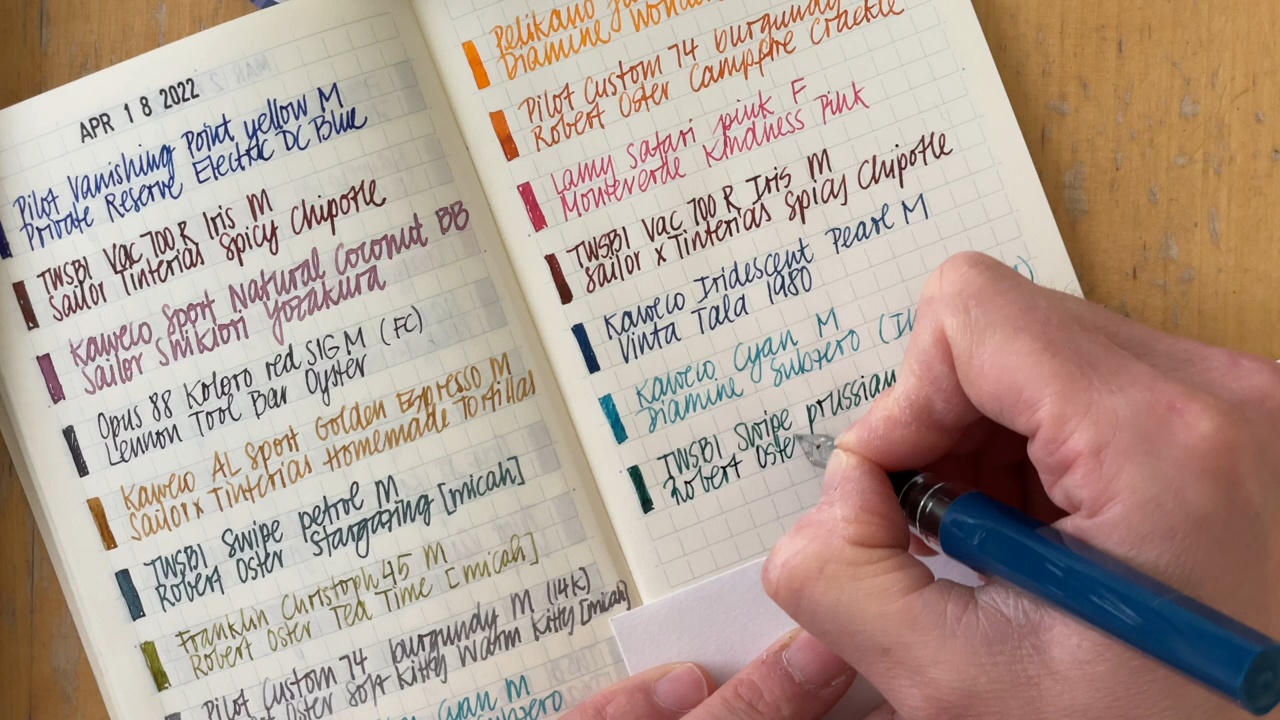 APR 18 2022
Pilot Vanishing Point yellow M
Private Reserve Electric DC Blue
TWSBI Vac 700 R Iris M
Sailor Tinterias Spicy Chipotle
Kaweco Sport Natural Coconut BB
Sailor Shikiori Yozakura
Opus 88 Koloro red SIG M (FC)
Lennon Tool Bar Oyster
Kaweco AL Sport Golden Espresso M
Sailor x Tinterias Homemade Tortillas
TWSBI Swipe petrol M
Robert Oster Stargazing [micah]
Franklin Christoph 45 M
Robert Oster Tea Time [micah]
Pilot Custom 74 burgundy M (14K)
Oster Soft Kitty Warm Kitty [micah]
Cyan M
Subzero
Pelikano
Diamine
Pilot Custom 74 burgundy
Robert Oster Campfire Crackle
Lamy Safari pink F
Monteverde Kindness Pink
TWSBI Vac 700 R Iris M
Sailor x Tinterias Spicy Chipotle
Kaweco Iridescent Pearl M
Vinta Tala 1980
Kaweco Cyan M
Diamine Subzero
TWSBI Swipe prussian
Robert Oste